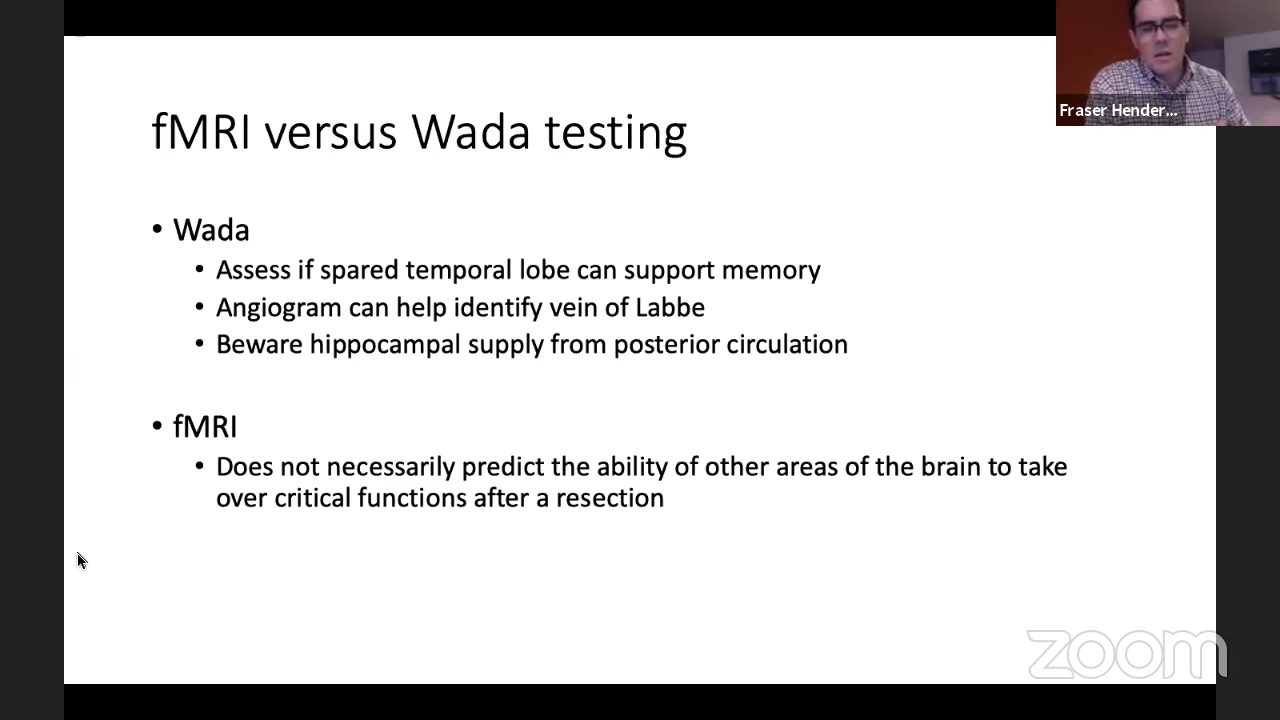 Fraser Hender...
fMRI versus Wada testing
• Wada
• Assess if spared temporal lobe can support memory
• Angiogram can help identify vein of Labbe
• Beware hippocampal supply from posterior circulation
• fMRI
• Does not necessarily predict the ability of other areas of the brain to take
over critical functions after a resection
zoom